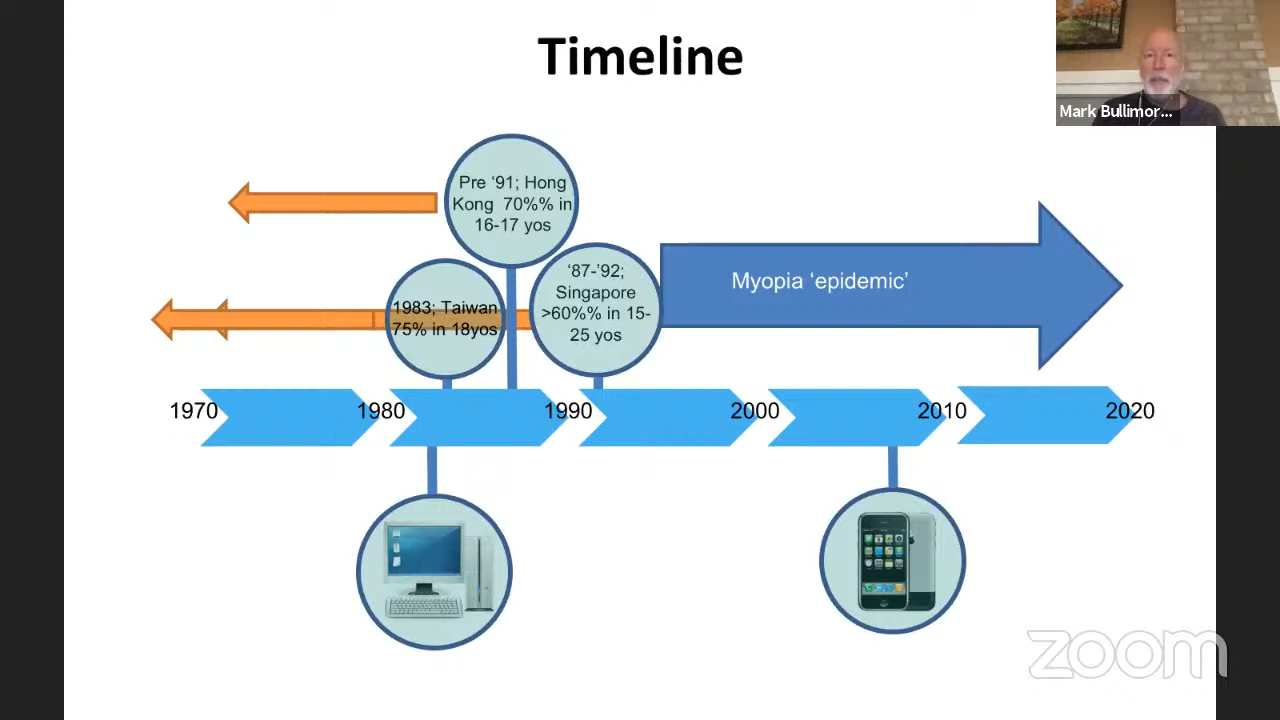 Timeline
Mark Bullimor...
Pre ‘91; Hong
Kong 70%% in
16-17 yos
1983; Taiwan
75% in 18yos
‘87-’92;
Singapore
>60%% in 15-
25 yos
Myopia ‘epidemic’
1970
1980
1990
2000
2010
2020
zoom